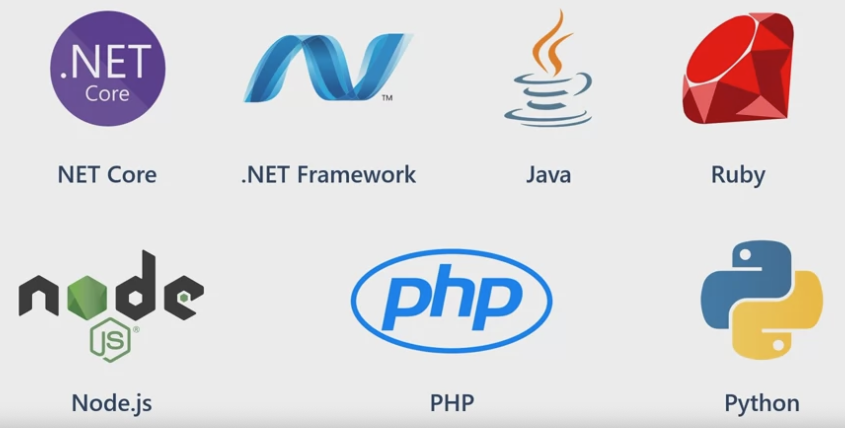 .NET
Core
TM
NET Core
.NET Framework
Java
Ruby
node
JS®
php
Node.js
PHP
Python